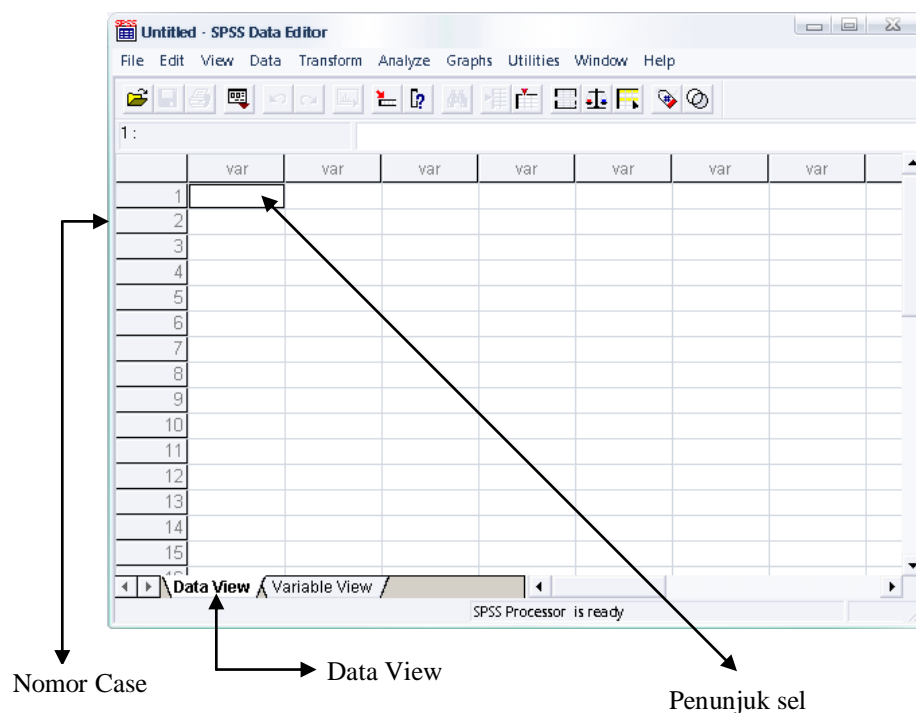 SPSS
Untitled - SPSS Data Editor
File Edit View Data Transform Analyze Graphs Utilities Window Help
1 :
var var var var var var var
1
2
3
4
5
6
7
8
9
10
11
12
13
14
15
Data View Variable View
SPSS Processor is ready
Nomor Case
Data View
Penunjuk sel